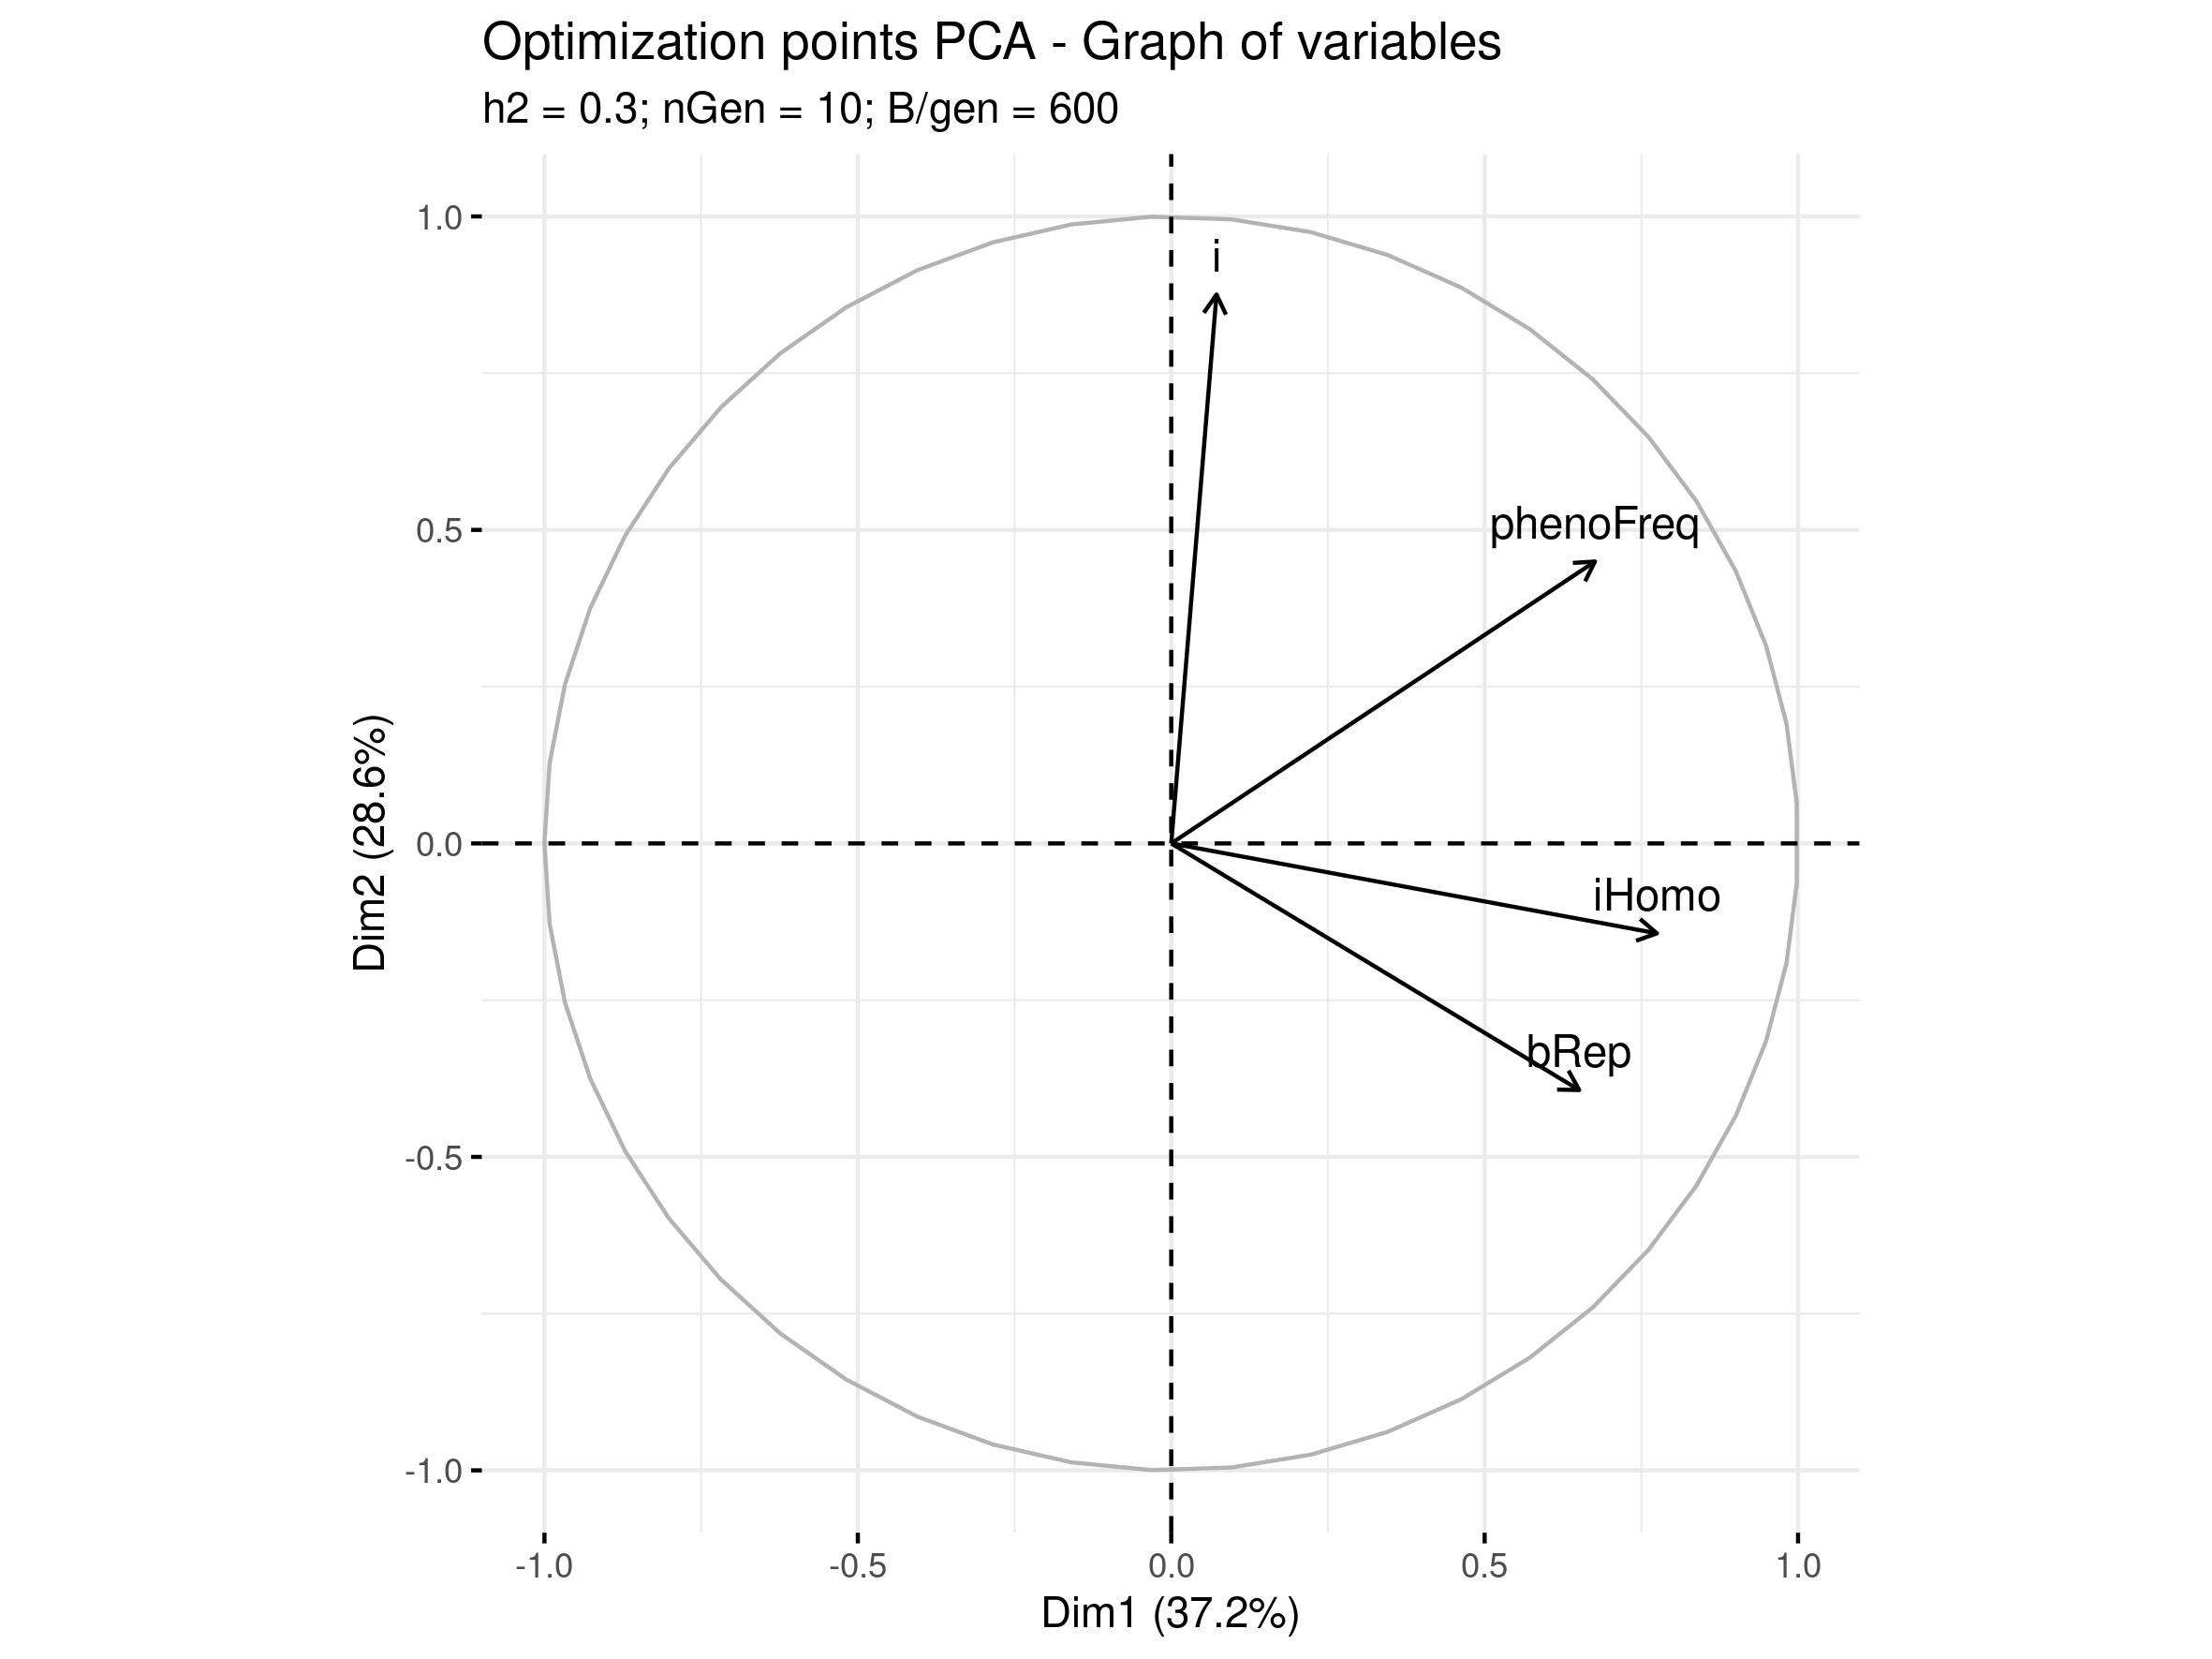 Optimization points PCA - Graph of variables
h2 = 0.3; nGen = 10; B/gen = 600
1.0
0.5
0.0
-0.5
-1.0
Dim2 (28.6%)
i
phenoFreq
iHomo
bRep
-1.0
-0.5
0.0
0.5
1.0
Dim1 (37.2%)